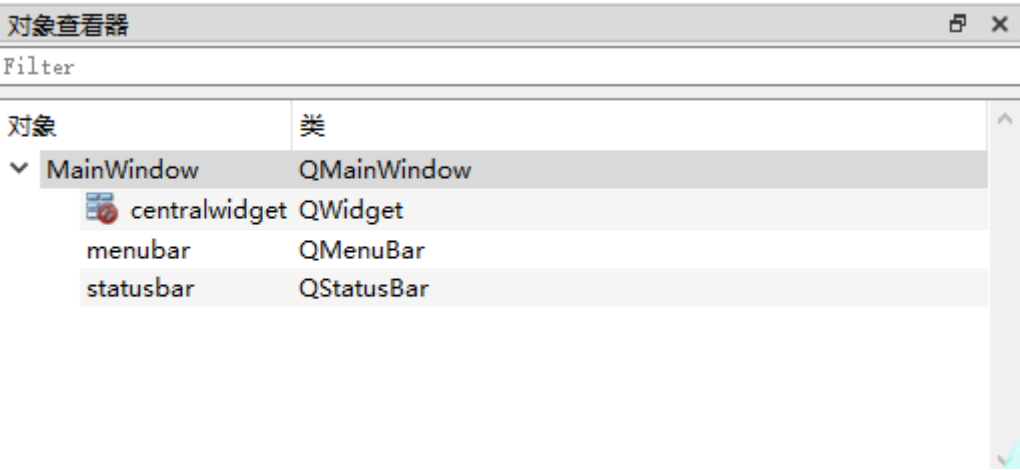 对象查看器
Filter
对象 类
MainWindow QMainWindow
centralwidget QWidget
menubar QMenuBar
statusbar QStatusBar